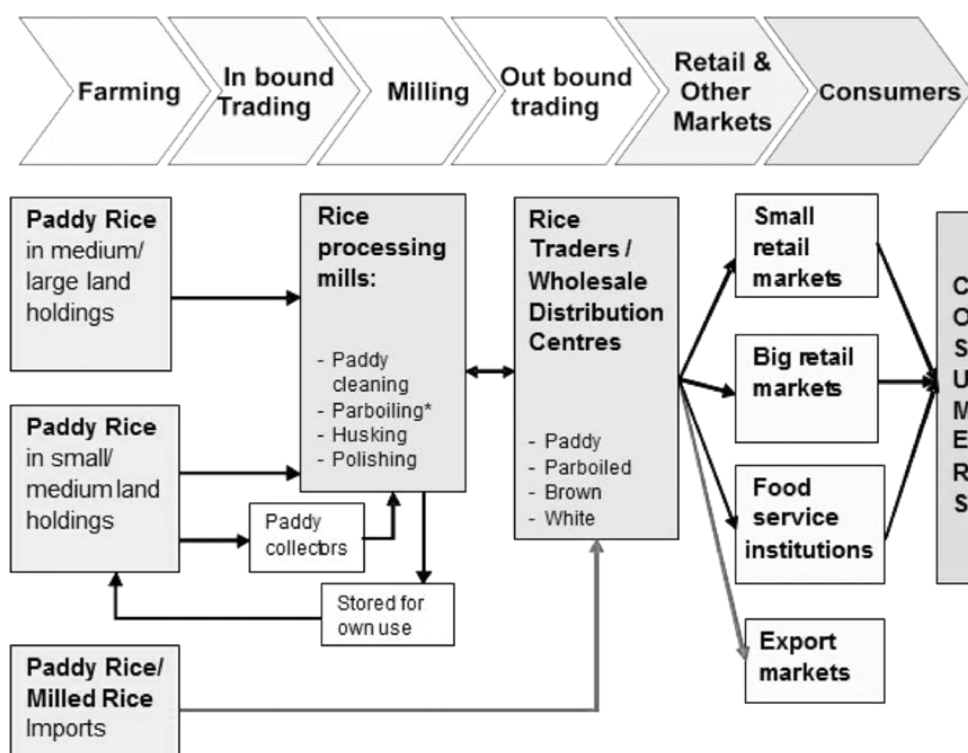 Farming
In bound
Trading
Milling
Out bound
trading
Retail &
Other
Markets
Consumers
Paddy Rice
in medium/
large land
holdings
Paddy Rice
in small/
medium land
holdings
Paddy Rice/
Milled Rice
Imports
Paddy
collectors
Stored for
own use
Rice
processing
mills:
- Paddy
cleaning
- Parboiling*
- Husking
- Polishing
Rice
Traders /
Wholesale
Distribution
Centres
- Paddy
- Parboiled
- Brown
- White
Small
retail
markets
Big retail
markets
Food
service
institutions
Export
markets
C
O
S
U
M
E
R
S